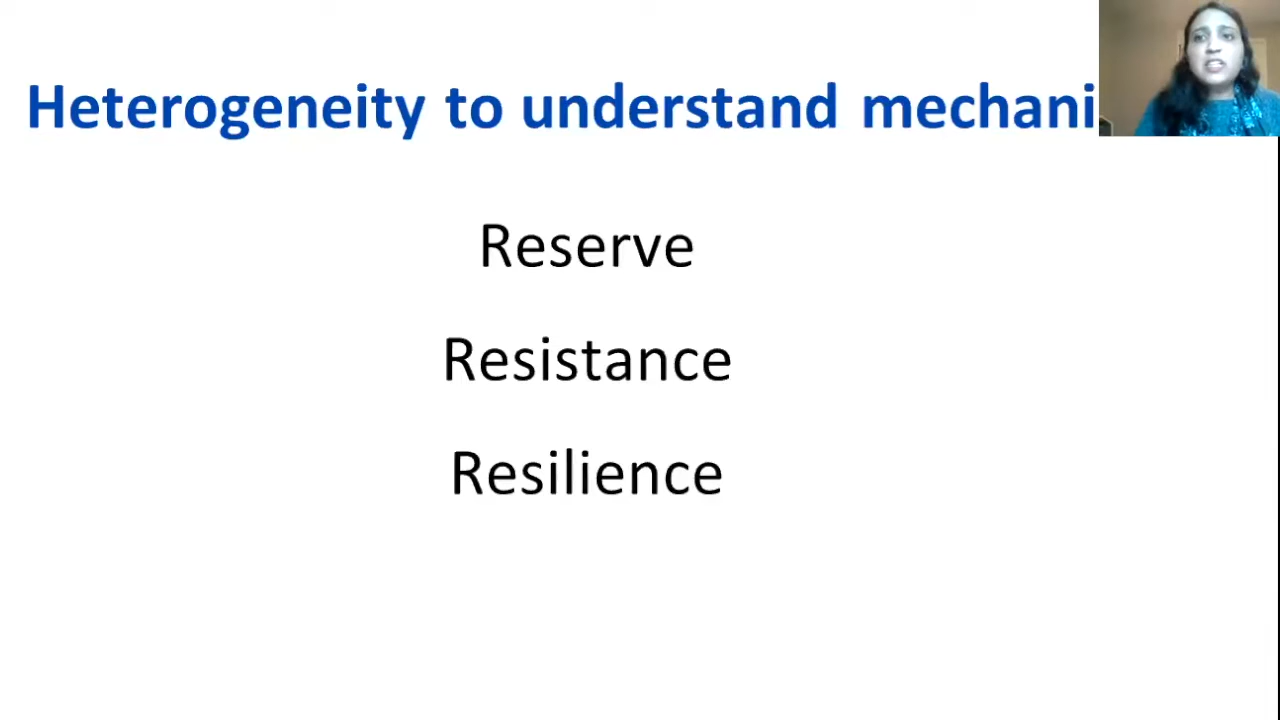 Heterogeneity to understand mechani
Reserve
Resistance
Resilience